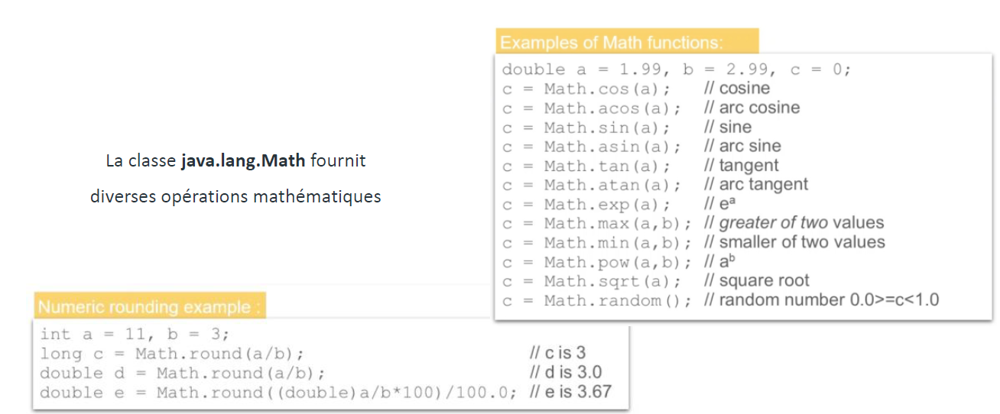 La classe java.lang.Math fournit
diverses opérations mathématiques
Examples of Math functions:
double a = 1.99, b = 2.99, c = 0;
c = Math.cos(a); // cosine
c = Math.acos(a); // arc cosine
c = Math.sin(a); // sine
c = Math.asin(a); // arc sine
c = Math.tan(a); // tangent
c = Math.atan(a); // arc tangent
c = Math.exp(a); // eᵃ
c = Math.max(a,b); // greater of two values
c = Math.min(a,b); // smaller of two values
c = Math.pow(a,b); // aᵇ
c = Math.sqrt(a); // square root
c = Math.random(); // random number 0.0>=c<1.0
Numeric rounding example :
int a = 11, b = 3;
long c = Math.round(a/b); // c is 3
double d = Math.round(a/b); // d is 3.0
double e = Math.round((double)a/b*100)/100.0; // e is 3.67